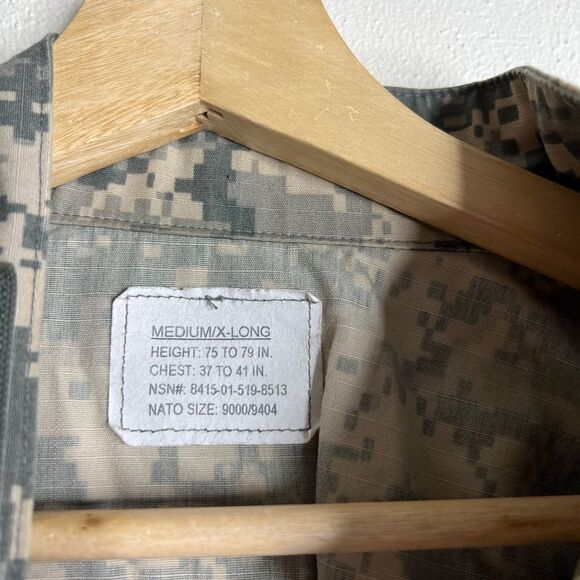 MEDIUM/X-LONG
HEIGHT: 75 TO 79 IN.
CHEST: 37 TO 41 IN.
NSN#: 8415-01-519-8513
NATO SIZE: 9000/9404